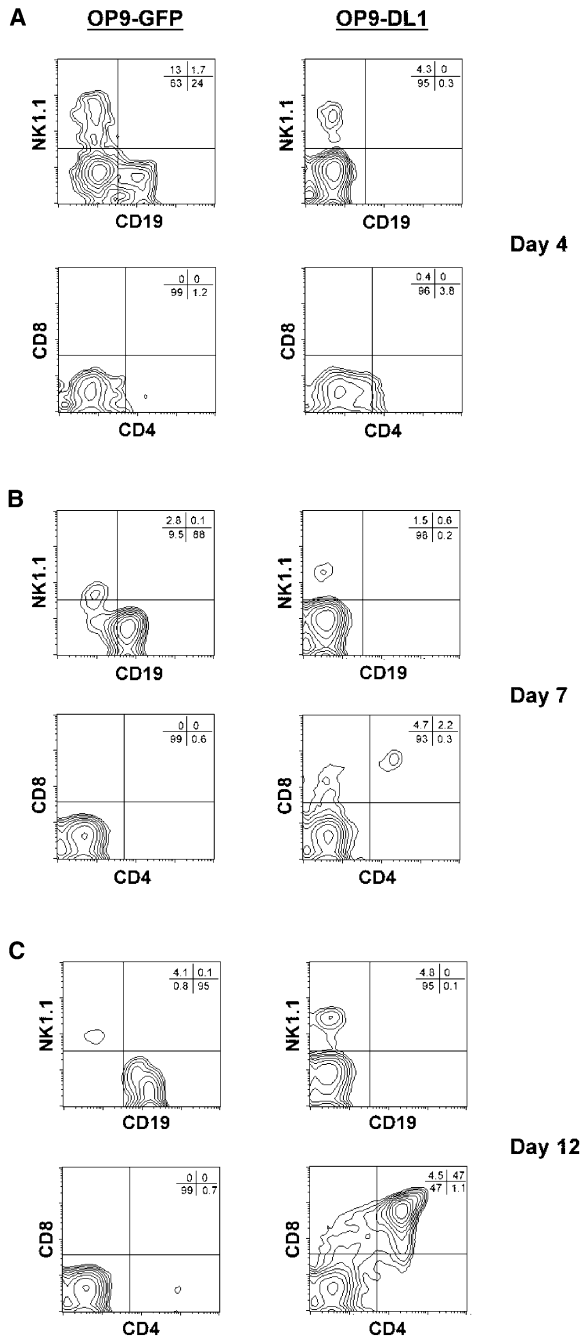 A
OP9-GFP
OP9-DL1
13 1.7
63 24
NK1.1
CD19
4.3 0
95 0.3
NK1.1
CD19
Day 4
0 0
99 1.2
CD8
CD4
0.4 0
96 3.8
CD8
CD4
B
2.8 0.1
9.5 88
NK1.1
CD19
1.5 0.6
98 0.2
NK1.1
CD19
Day 7
0 0
99 0.6
CD8
CD4
4.7 2.2
93 0.3
CD8
CD4
C
4.1 0.1
0.8 95
NK1.1
CD19
4.8 0
95 0.1
NK1.1
CD19
Day 12
0 0
99 0.7
CD8
CD4
4.5 47
47 1.1
CD8
CD4